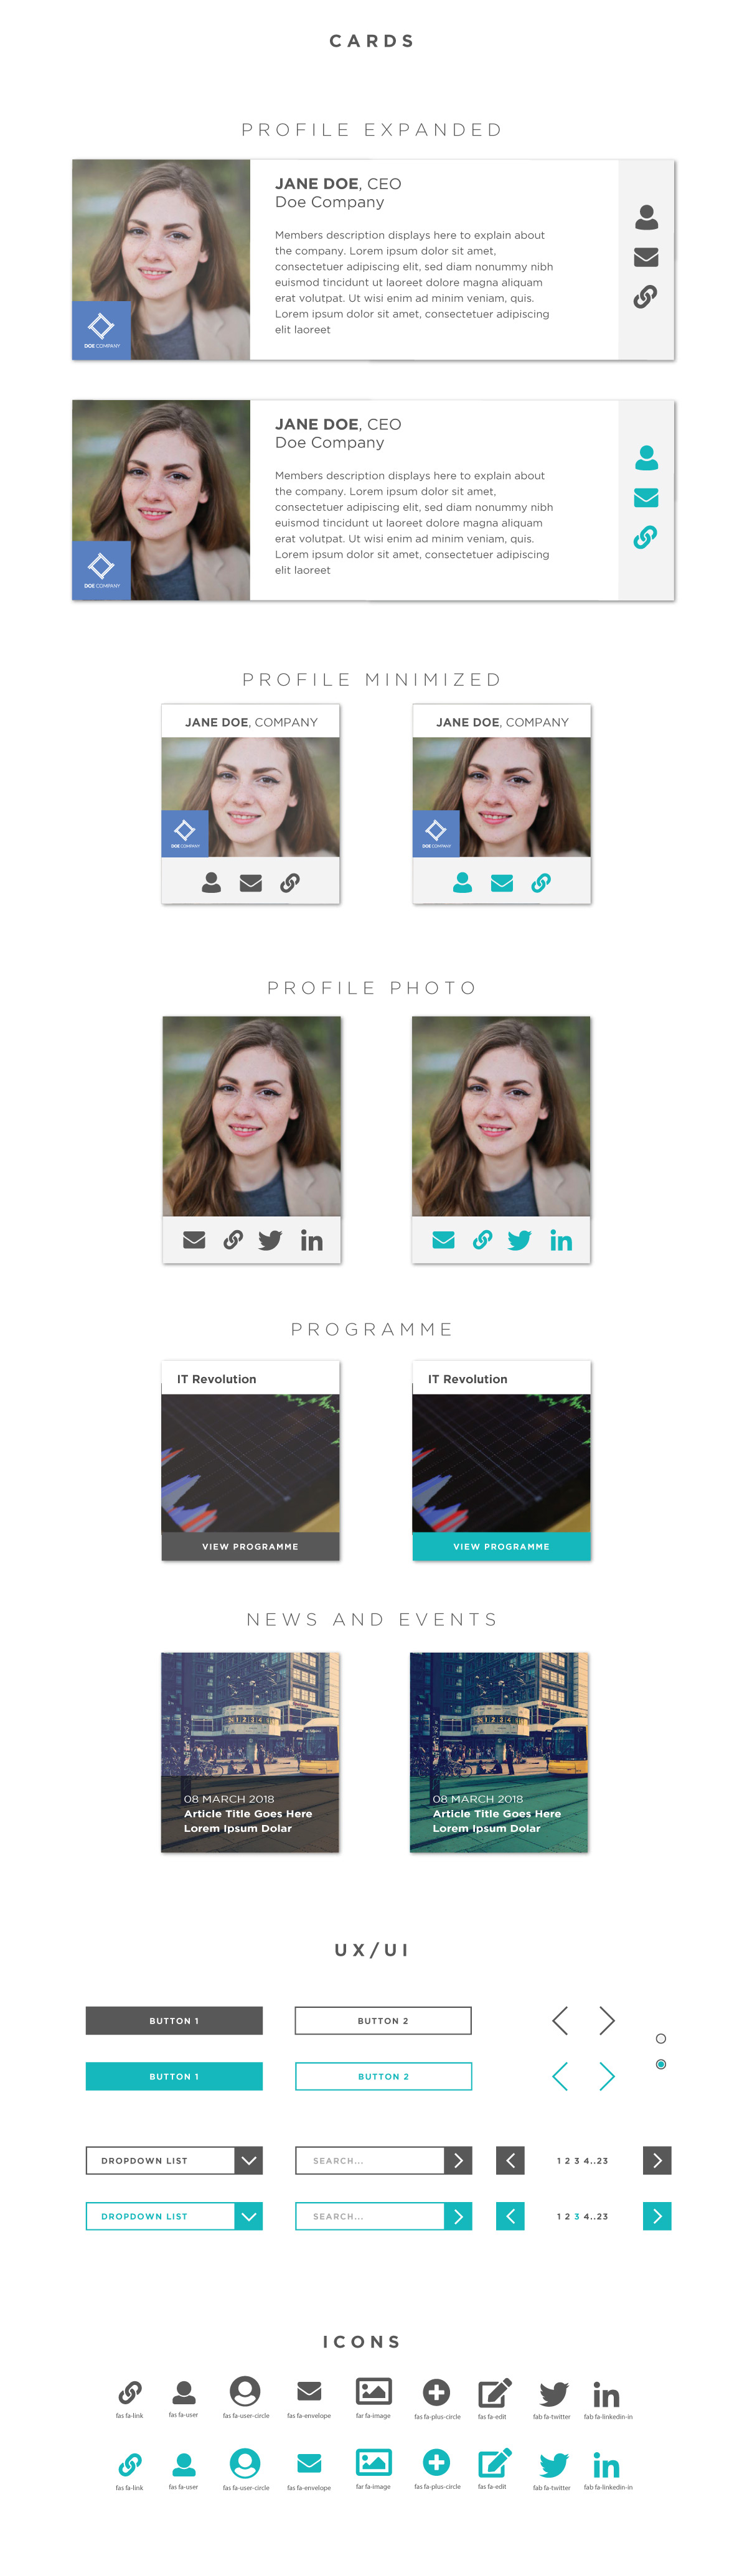 CARDS
PROFILE EXPANDED
JANE DOE, CEO
Doe Company
Members description displays here to explain about
the company. Lorem ipsum dolor sit amet,
consectetuer adipiscing elit, sed diam nonummy nibh
euismod tincidunt ut laoreet dolore magna aliquam
erat volutpat. Ut wisi enim ad minim veniam, quis.
Lorem ipsum dolor sit amet, consectetuer adipiscing
elit laoreet
DOE COMPANY
JANE DOE, CEO
Doe Company
Members description displays here to explain about
the company. Lorem ipsum dolor sit amet,
consectetuer adipiscing elit, sed diam nonummy nibh
euismod tincidunt ut laoreet dolore magna aliquam
erat volutpat. Ut wisi enim ad minim veniam, quis.
Lorem ipsum dolor sit amet, consectetuer adipiscing
elit laoreet
DOE COMPANY
PROFILE MINIMIZED
JANE DOE, COMPANY
DOE COMPANY
JANE DOE, COMPANY
DOE COMPANY
PROFILE PHOTO
in
in
PROGRAMME
IT Revolution
VIEW PROGRAMME
IT Revolution
VIEW PROGRAMME
NEWS AND EVENTS
1 2 3 4
08 MARCH 2018
Article Title Goes Here
Lorem Ipsum Dolar
1 2 3 4
08 MARCH 2018
Article Title Goes Here
Lorem Ipsum Dolar
UX/UI
BUTTON 1
BUTTON 2
BUTTON 1
BUTTON 2
DROPDOWN LIST
SEARCH...
1 2 3 4..23
DROPDOWN LIST
SEARCH...
1 2 3 4..23
ICONS
in
fas fa-link
fas fa-user
fas fa-user-circle
fas fa-envelope
far fa-image
fas fa-plus-circle
fas fa-edit
fab fa-twitter
fab fa-linkedin-in
in
fas fa-link
fas fa-user
fas fa-user-circle
fas fa-envelope
far fa-image
fas fa-plus-circle
fas fa-edit
fab fa-twitter
fab fa-linkedin-in